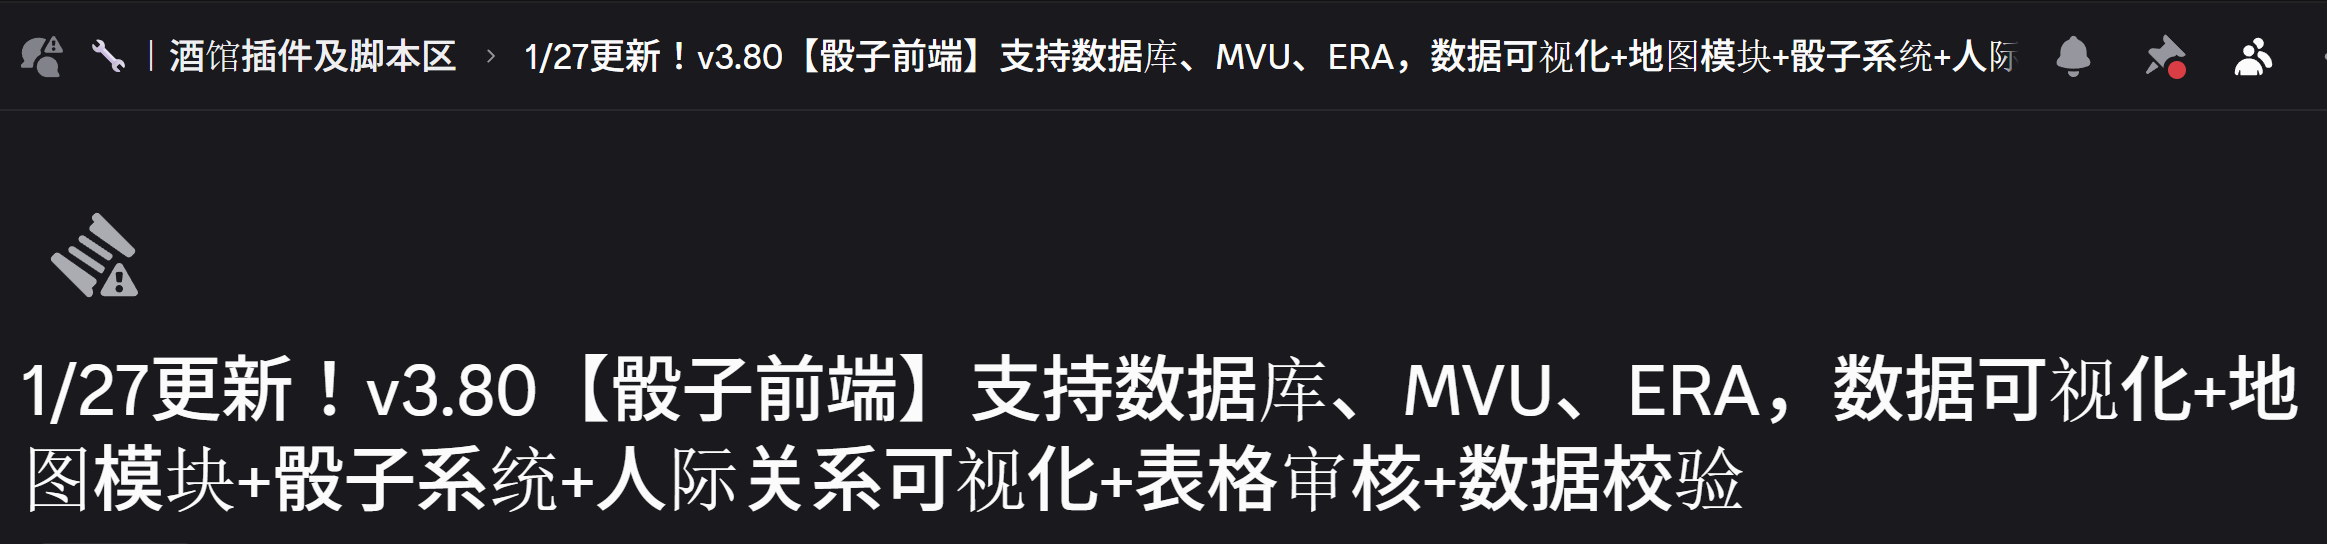 酒馆插件及脚本区 › 1/27更新！v3.80【骰子前端】支持数据库、MVU、ERA，数据可视化+地图模块+骰子系统+人际
1/27更新！v3.80【骰子前端】支持数据库、MVU、ERA，数据可视化+地
图模块+骰子系统+人际关系可视化+表格审核+数据校验